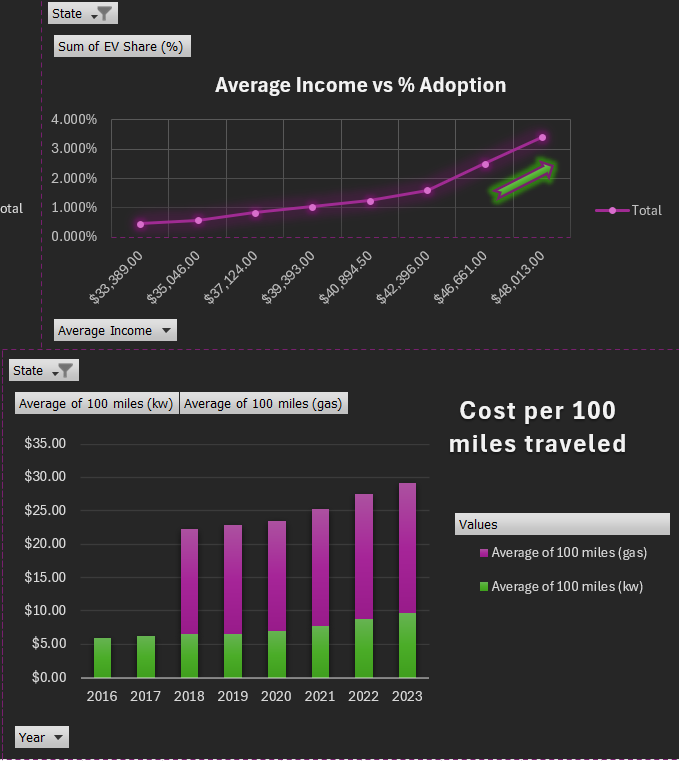 State
Sum of EV Share (%)
Average Income vs % Adoption
4.000%
3.000%
2.000%
1.000%
0.000%
otal
$33,389.00
$35,046.00
$37,124.00
$39,393.00
$40,894.50
$42,396.00
$46,661.00
$48,013.00
Total
Average Income
State
Average of 100 miles (kw)
Average of 100 miles (gas)
Cost per 100
miles traveled
$35.00
$30.00
$25.00
$20.00
$15.00
$10.00
$5.00
$0.00
2016 2017 2018 2019 2020 2021 2022 2023
Values
Average of 100 miles (gas)
Average of 100 miles (kw)
Year